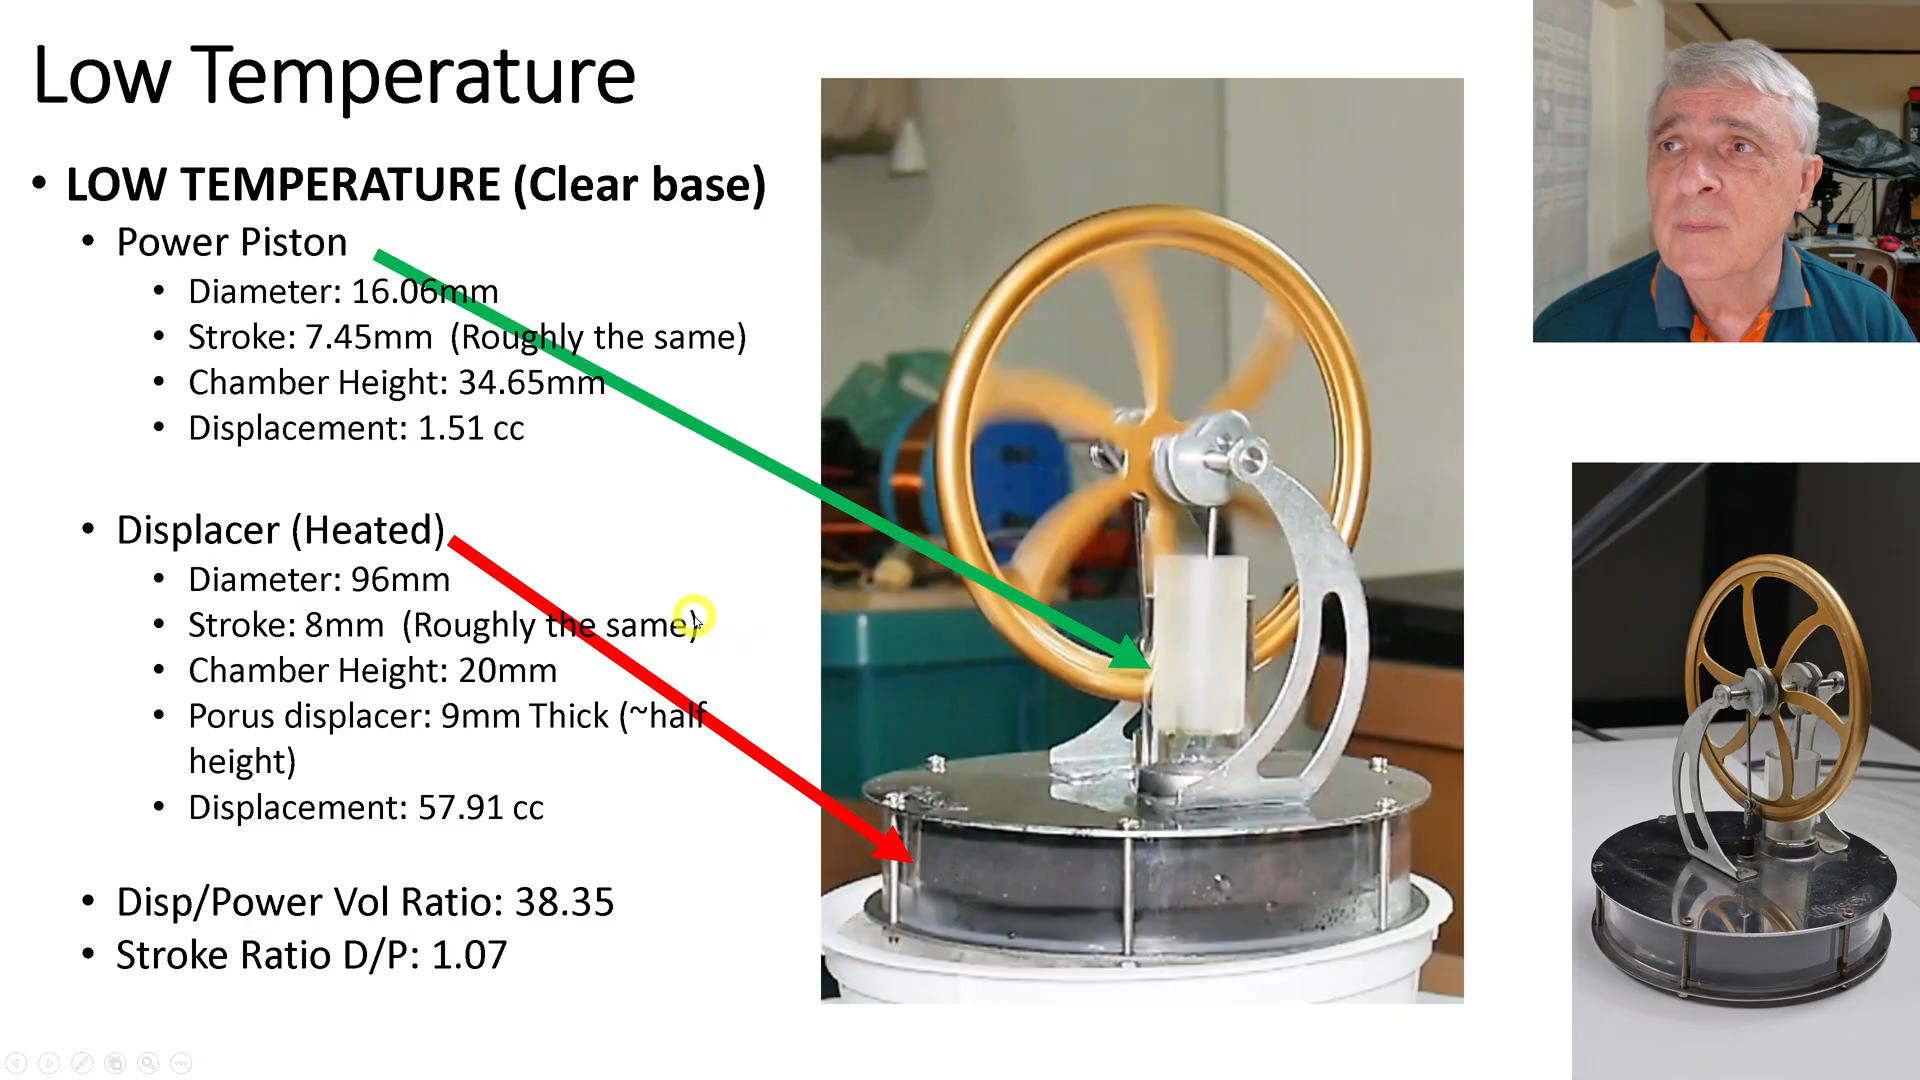 Low Temperature
• LOW TEMPERATURE (Clear base)
• Power Piston
• Diameter: 16.06mm
• Stroke: 7.45mm (Roughly the same)
• Chamber Height: 34.65mm
• Displacement: 1.51 cc
• Displacer (Heated)
• Diameter: 96mm
• Stroke: 8mm (Roughly the same)
• Chamber Height: 20mm
• Porus displacer: 9mm Thick (~half
height)
• Displacement: 57.91 cc
• Disp/Power Vol Ratio: 38.35
• Stroke Ratio D/P: 1.07